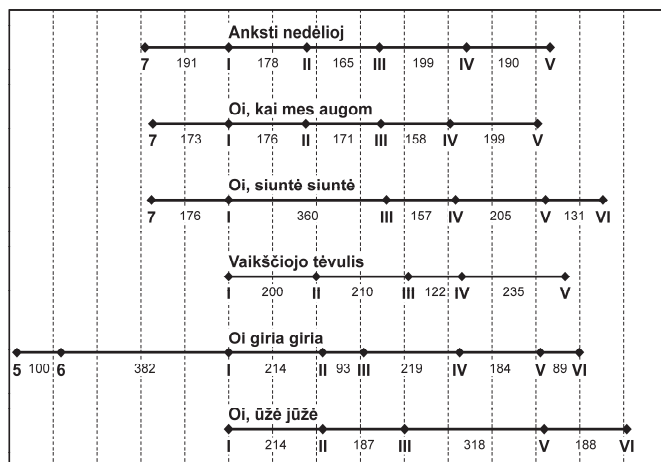 Anksti nedėlioj
191 178 165 199 190
7 I II III IV V
Oi, kai mes augom
173 176 171 158 199
7 I II III IV V
Oi, siuntė siuntė
176 360 157 205 131
7 I III IV V VI
Vaikščiojo tėvulis
200 210 122 235
I II III IV V
Oi giria giria
100 382 214 93 219 184 89
5 6 I II III IV V VI
Oi, ūžė jūžė
214 187 318 188
I II III V VI